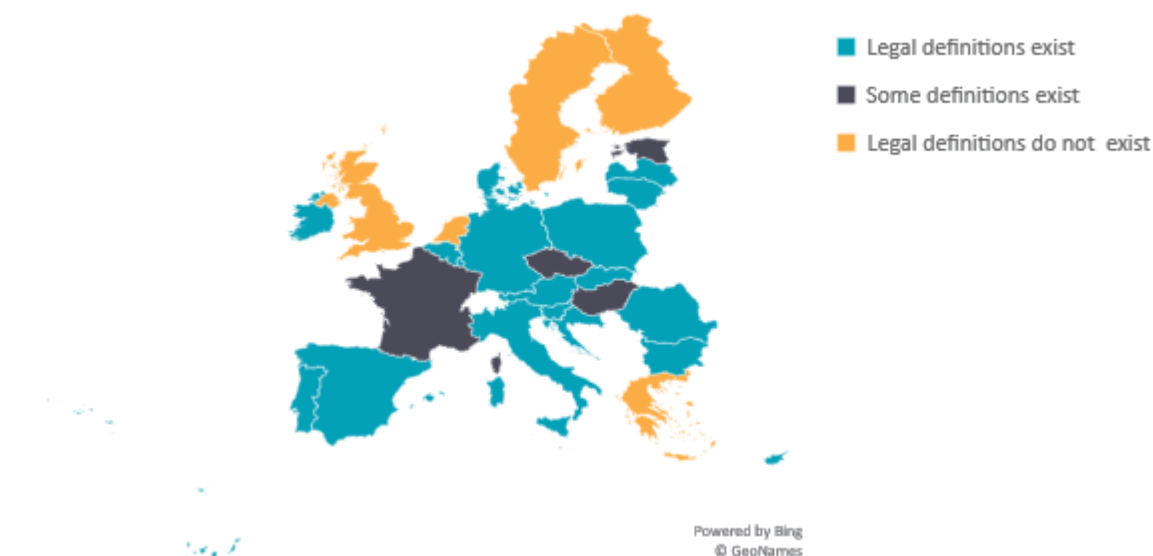 Legal definitions exist
Some definitions exist
Legal definitions do not exist
Powered by Bing
© GeoNames